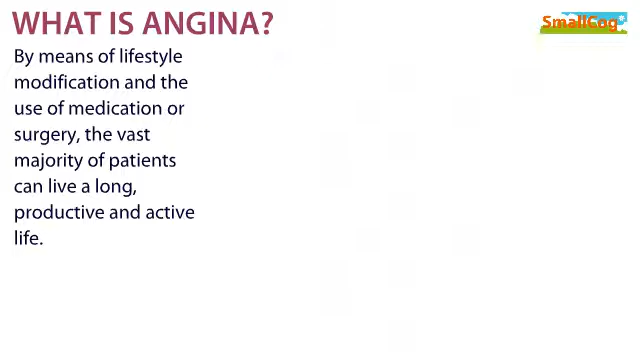 WHAT IS ANGINA?
SmallCog
By means of lifestyle
modification and the
use of medication or
surgery, the vast
majority of patients
can live a long,
productive and active
life.